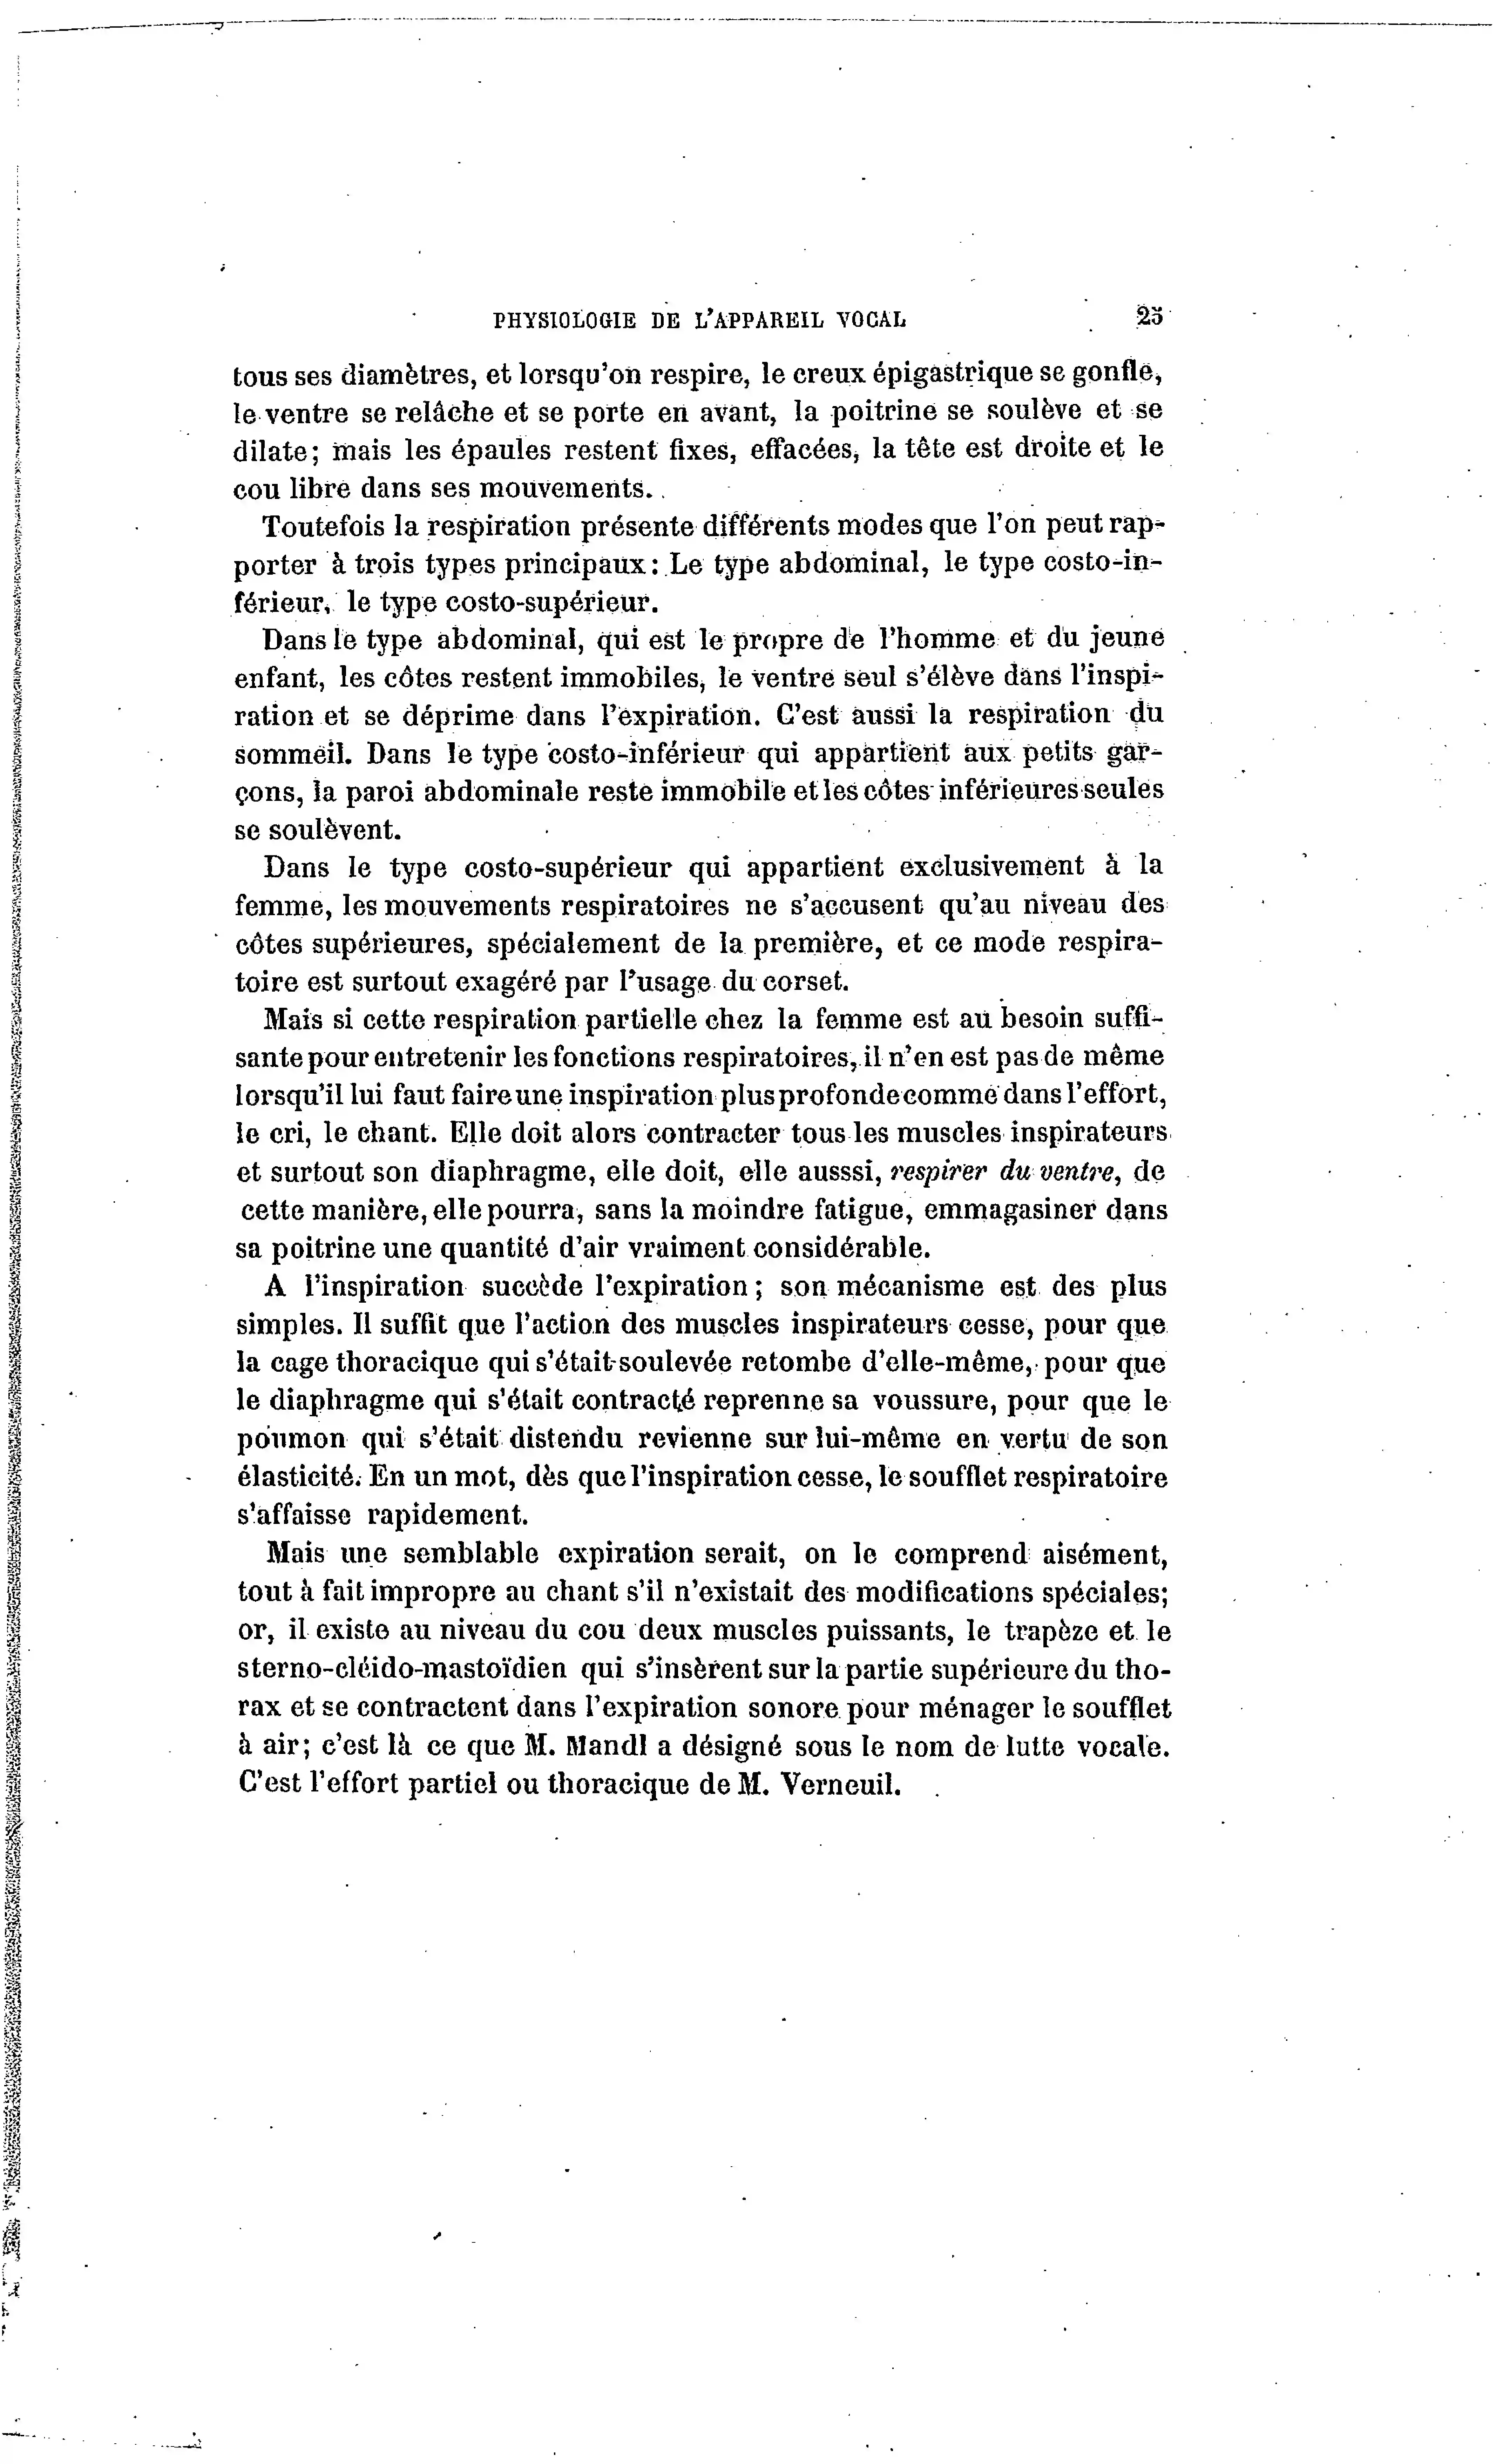 PHYSIOLOGIE DE L'APPAREIL VOCAL 25
tous ses diamètres, et lorsqu'on respire, le creux épigastrique se gonfle,
le ventre se relâche et se porte en avant, la poitrine se soulève et se
dilate; mais les épaules restent fixes, effacées, la tête est droite et le
cou libre dans ses mouvements.
Toutefois la respiration présente différents modes que l'on peut rap-
porter à trois types principaux: Le type abdominal, le type costo-in-
férieur, le type costo-supérieur.
Dans le type abdominal, qui est le propre de l'homme et du jeune
enfant, les côtes restent immobiles, le ventre seul s'élève dans l'inspi-
ration et se déprime dans l'expiration. C'est aussi la respiration du
sommeil. Dans le type costo-inférieur qui appartient aux petits gar-
çons, la paroi abdominale reste immobile et les côtes inférieures seules
se soulèvent.
Dans le type costo-supérieur qui appartient exclusivement à la
femme, les mouvements respiratoires ne s'accusent qu'au niveau des
côtes supérieures, spécialement de la première, et ce mode respira-
toire est surtout exagéré par l'usage du corset.
Mais si cette respiration partielle chez la femme est au besoin suffi-
sante pour entretenir les fonctions respiratoires, il n'en est pas de même
lorsqu'il lui faut faire une inspiration plus profonde comme dans l'effort,
le cri, le chant. Elle doit alors contracter tous les muscles inspirateurs
et surtout son diaphragme, elle doit, elle ausssi, respirer du ventre, de
cette manière, elle pourra, sans la moindre fatigue, emmagasiner dans
sa poitrine une quantité d'air vraiment considérable.
A l'inspiration succède l'expiration; son mécanisme est des plus
simples. Il suffit que l'action des muscles inspirateurs cesse, pour que
la cage thoracique qui s'était soulevée retombe d'elle-même, pour que
le diaphragme qui s'était contracté reprenne sa voussure, pour que le
poumon qui s'était distendu revienne sur lui-même en vertu de son
élasticité. En un mot, dès que l'inspiration cesse, le soufflet respiratoire
s'affaisse rapidement.
Mais une semblable expiration serait, on le comprend aisément,
tout à fait impropre au chant s'il n'existait des modifications spéciales;
or, il existe au niveau du cou deux muscles puissants, le trapèze et le
sterno-cléido-mastoïdien qui s'insèrent sur la partie supérieure du tho-
rax et se contractent dans l'expiration sonore pour ménager le soufflet
à air; c'est là ce que M. Mandl a désigné sous le nom de lutte vocale.
C'est l'effort partiel ou thoracique de M. Verneuil.